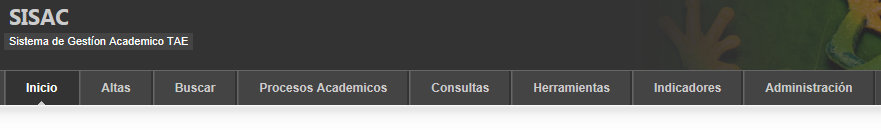 SISAC
Sistema de Gestíon Academico TAE
Inicio Altas Buscar Procesos Academicos Consultas Herramientas Indicadores Administración